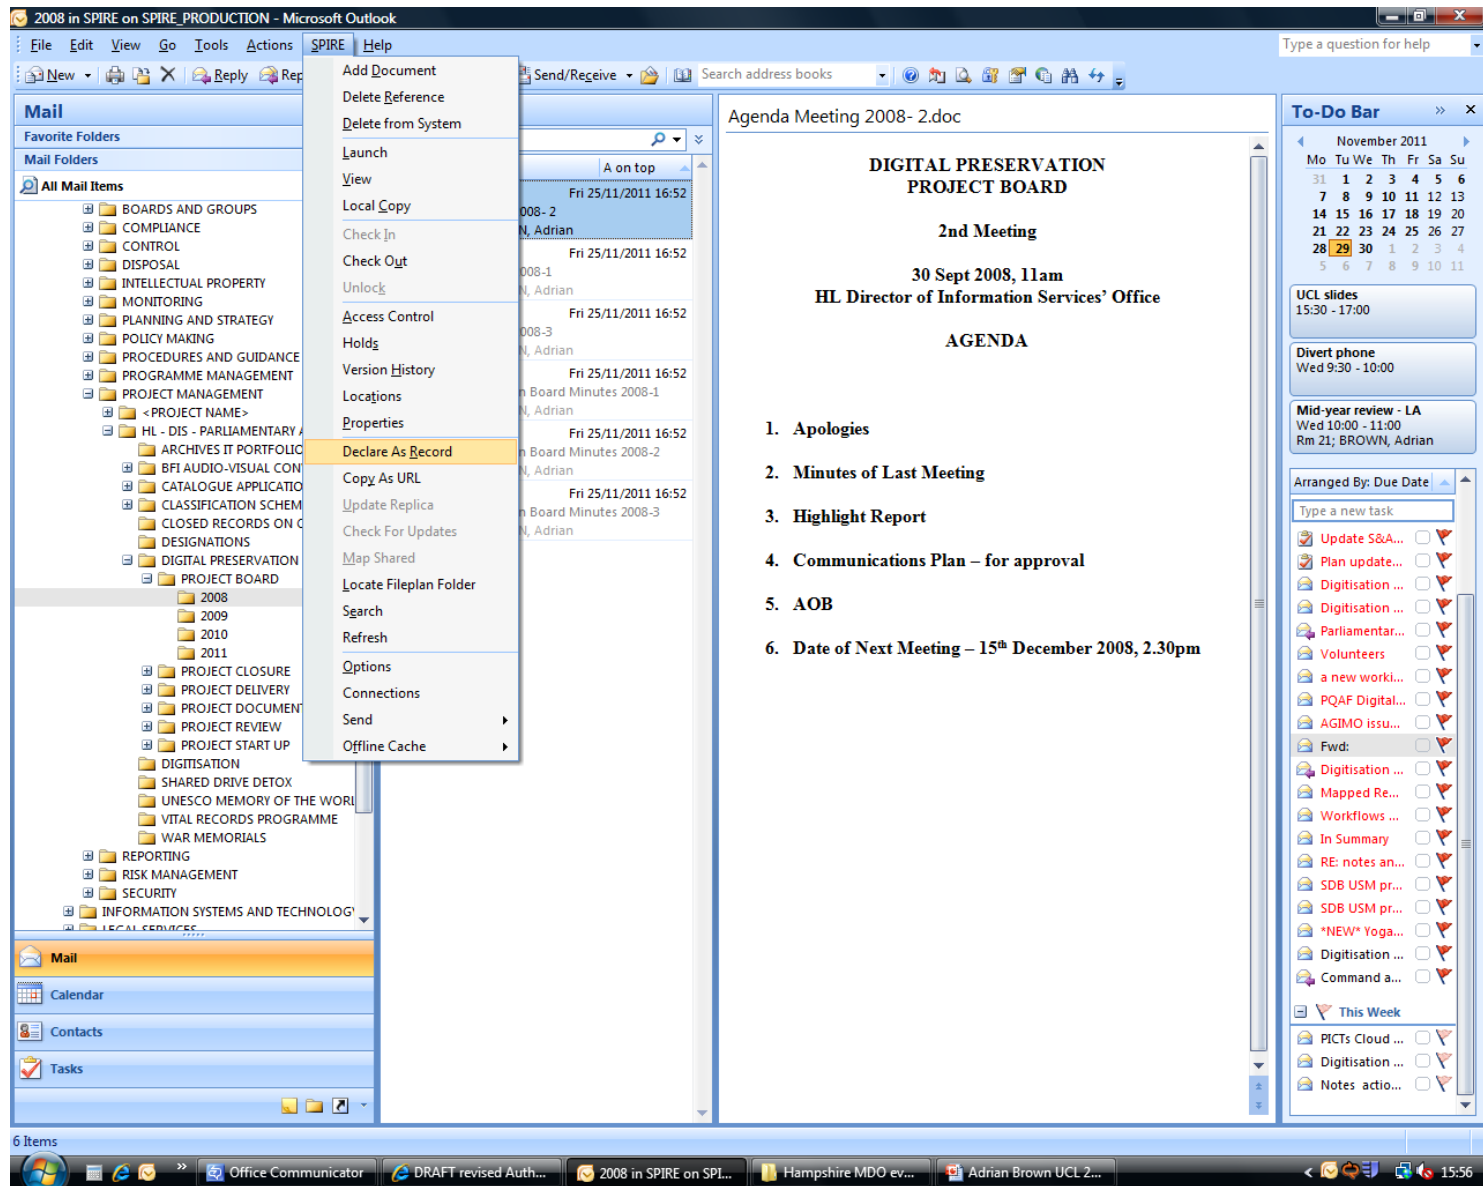 2008 in SPIRE on SPIRE_PRODUCTION - Microsoft Outlook
File Edit View Go Tools Actions SPIRE Help
Type a question for help
New Reply Rep Send/Receive Search address books
Add Document
Delete Reference
Delete from System
Launch
View
Local Copy
Check In
Check Out
Unlock
Access Control
Holds
Version History
Locations
Properties
Declare As Record
Copy As URL
Update Replica
Check For Updates
Map Shared
Locate Fileplan Folder
Search
Refresh
Options
Connections
Send
Offline Cache
Mail
Favorite Folders
Mail Folders
All Mail Items
BOARDS AND GROUPS
COMPLIANCE
CONTROL
DISPOSAL
INTELLECTUAL PROPERTY
MONITORING
PLANNING AND STRATEGY
POLICY MAKING
PROCEDURES AND GUIDANCE
PROGRAMME MANAGEMENT
PROJECT MANAGEMENT
<PROJECT NAME>
HL - DIS - PARLIAMENTARY A
ARCHIVES IT PORTFOLIO
BFI AUDIO-VISUAL CON
CATALOGUE APPLICATIO
CLASSIFICATION SCHEM
CLOSED RECORDS ON
DESIGNATIONS
DIGITAL PRESERVATION
PROJECT BOARD
2008
2009
2010
2011
PROJECT CLOSURE
PROJECT DELIVERY
PROJECT DOCUMENT
PROJECT REVIEW
PROJECT START UP
DIGITISATION
SHARED DRIVE DETOX
UNESCO MEMORY OF THE WORL
VITAL RECORDS PROGRAMME
WAR MEMORIALS
REPORTING
RISK MANAGEMENT
SECURITY
INFORMATION SYSTEMS AND TECHNOLOG
LEGAL SERVICES
Mail
Calendar
Contacts
Tasks
A on top
Fri 25/11/2011 16:52
008- 2
N, Adrian
Fri 25/11/2011 16:52
008-1
N, Adrian
Fri 25/11/2011 16:52
008-3
N, Adrian
Fri 25/11/2011 16:52
n Board Minutes 2008-1
N, Adrian
Fri 25/11/2011 16:52
n Board Minutes 2008-2
N, Adrian
Fri 25/11/2011 16:52
n Board Minutes 2008-3
N, Adrian
Agenda Meeting 2008- 2.doc
DIGITAL PRESERVATION
PROJECT BOARD
2nd Meeting
30 Sept 2008, 11am
HL Director of Information Services' Office
AGENDA
1. Apologies
2. Minutes of Last Meeting
3. Highlight Report
4. Communications Plan – for approval
5. AOB
6. Date of Next Meeting – 15th December 2008, 2.30pm
To-Do Bar
November 2011
Mo Tu We Th Fr Sa Su
31 1 2 3 4 5 6
7 8 9 10 11 12 13
14 15 16 17 18 19 20
21 22 23 24 25 26 27
28 29 30 1 2 3 4
5 6 7 8 9 10 11
UCL slides
15:30 - 17:00
Divert phone
Wed 9:30 - 10:00
Mid-year review - LA
Wed 10:00 - 11:00
Rm 21; BROWN, Adrian
Arranged By: Due Date
Type a new task
Update S&A...
Plan update...
Digitisation ...
Digitisation ...
Parliamentar...
Volunteers
a new worki...
PQAF Digital...
AGIMO issu...
Fwd:
Digitisation ...
Mapped Re...
Workflows ...
In Summary
RE: notes an...
SDB USM pr...
SDB USM pr...
*NEW* Yoga...
Digitisation ...
Command a...
This Week
PICTs Cloud ...
Digitisation ...
Notes actio...
6 Items
Office Communicator DRAFT revised Auth... 2008 in SPIRE on SPI... Hampshire MDO ev... Adrian Brown UCL 2... 15:56